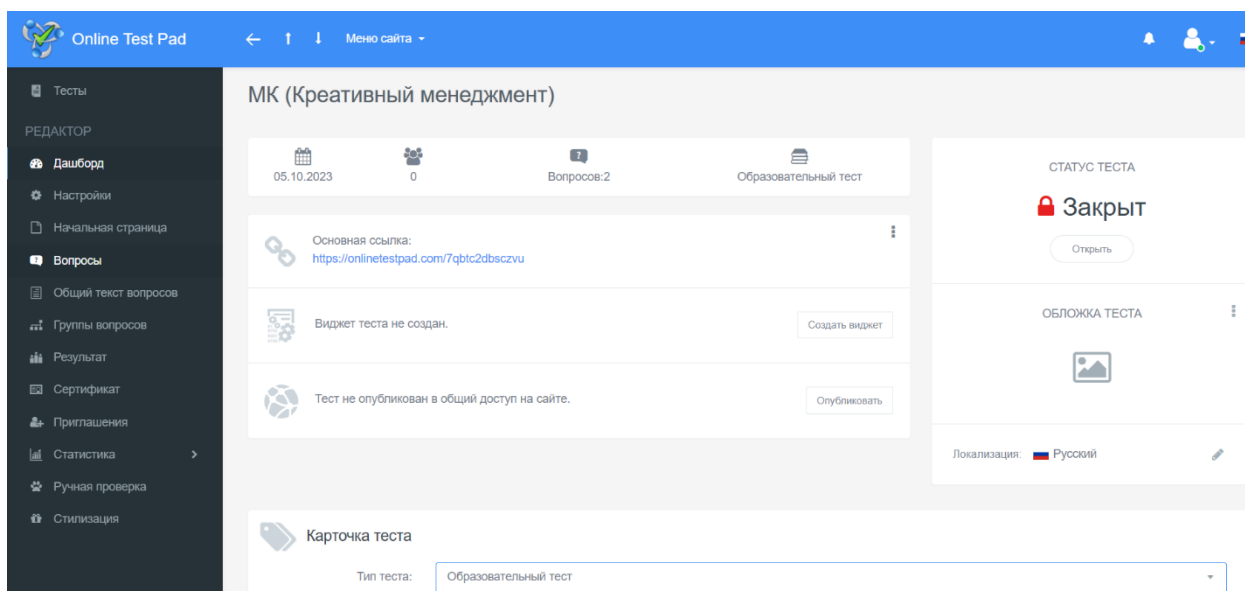 Online Test Pad
Меню сайта
Тесты
РЕДАКТОР
Дашборд
Настройки
Начальная страница
Вопросы
Общий текст вопросов
Группы вопросов
Результат
Сертификат
Приглашения
Статистика
Ручная проверка
Стилизация
МК (Креативный менеджмент)
05.10.2023
0
Вопросов:2
Образовательный тест
Основная ссылка:
https://onlinetestpad.com/7qbtc2dbsczvu
Виджет теста не создан.
Создать виджет
Тест не опубликован в общий доступ на сайте.
Опубликовать
СТАТУС ТЕСТА
Закрыт
Открыть
ОБЛОЖКА ТЕСТА
Локализация: Русский
Карточка теста
Тип теста: Образовательный тест